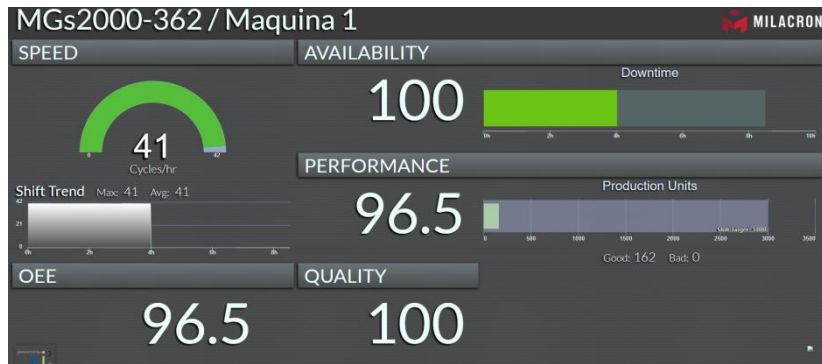 MGs2000-362 / Maquina 1
MILACRON
SPEED
41
Cycles/hr
0
42
Shift Trend Max: 41 Avg: 41
42
21
0
0h 2h 4h 6h 8h
AVAILABILITY
100
Downtime
0h 2h 4h 6h 8h 10h
PERFORMANCE
96.5
Production Units
0 500 1000 1500 2000 2500 3000 3500
Good: 162 Bad: 0
OEE
96.5
QUALITY
100